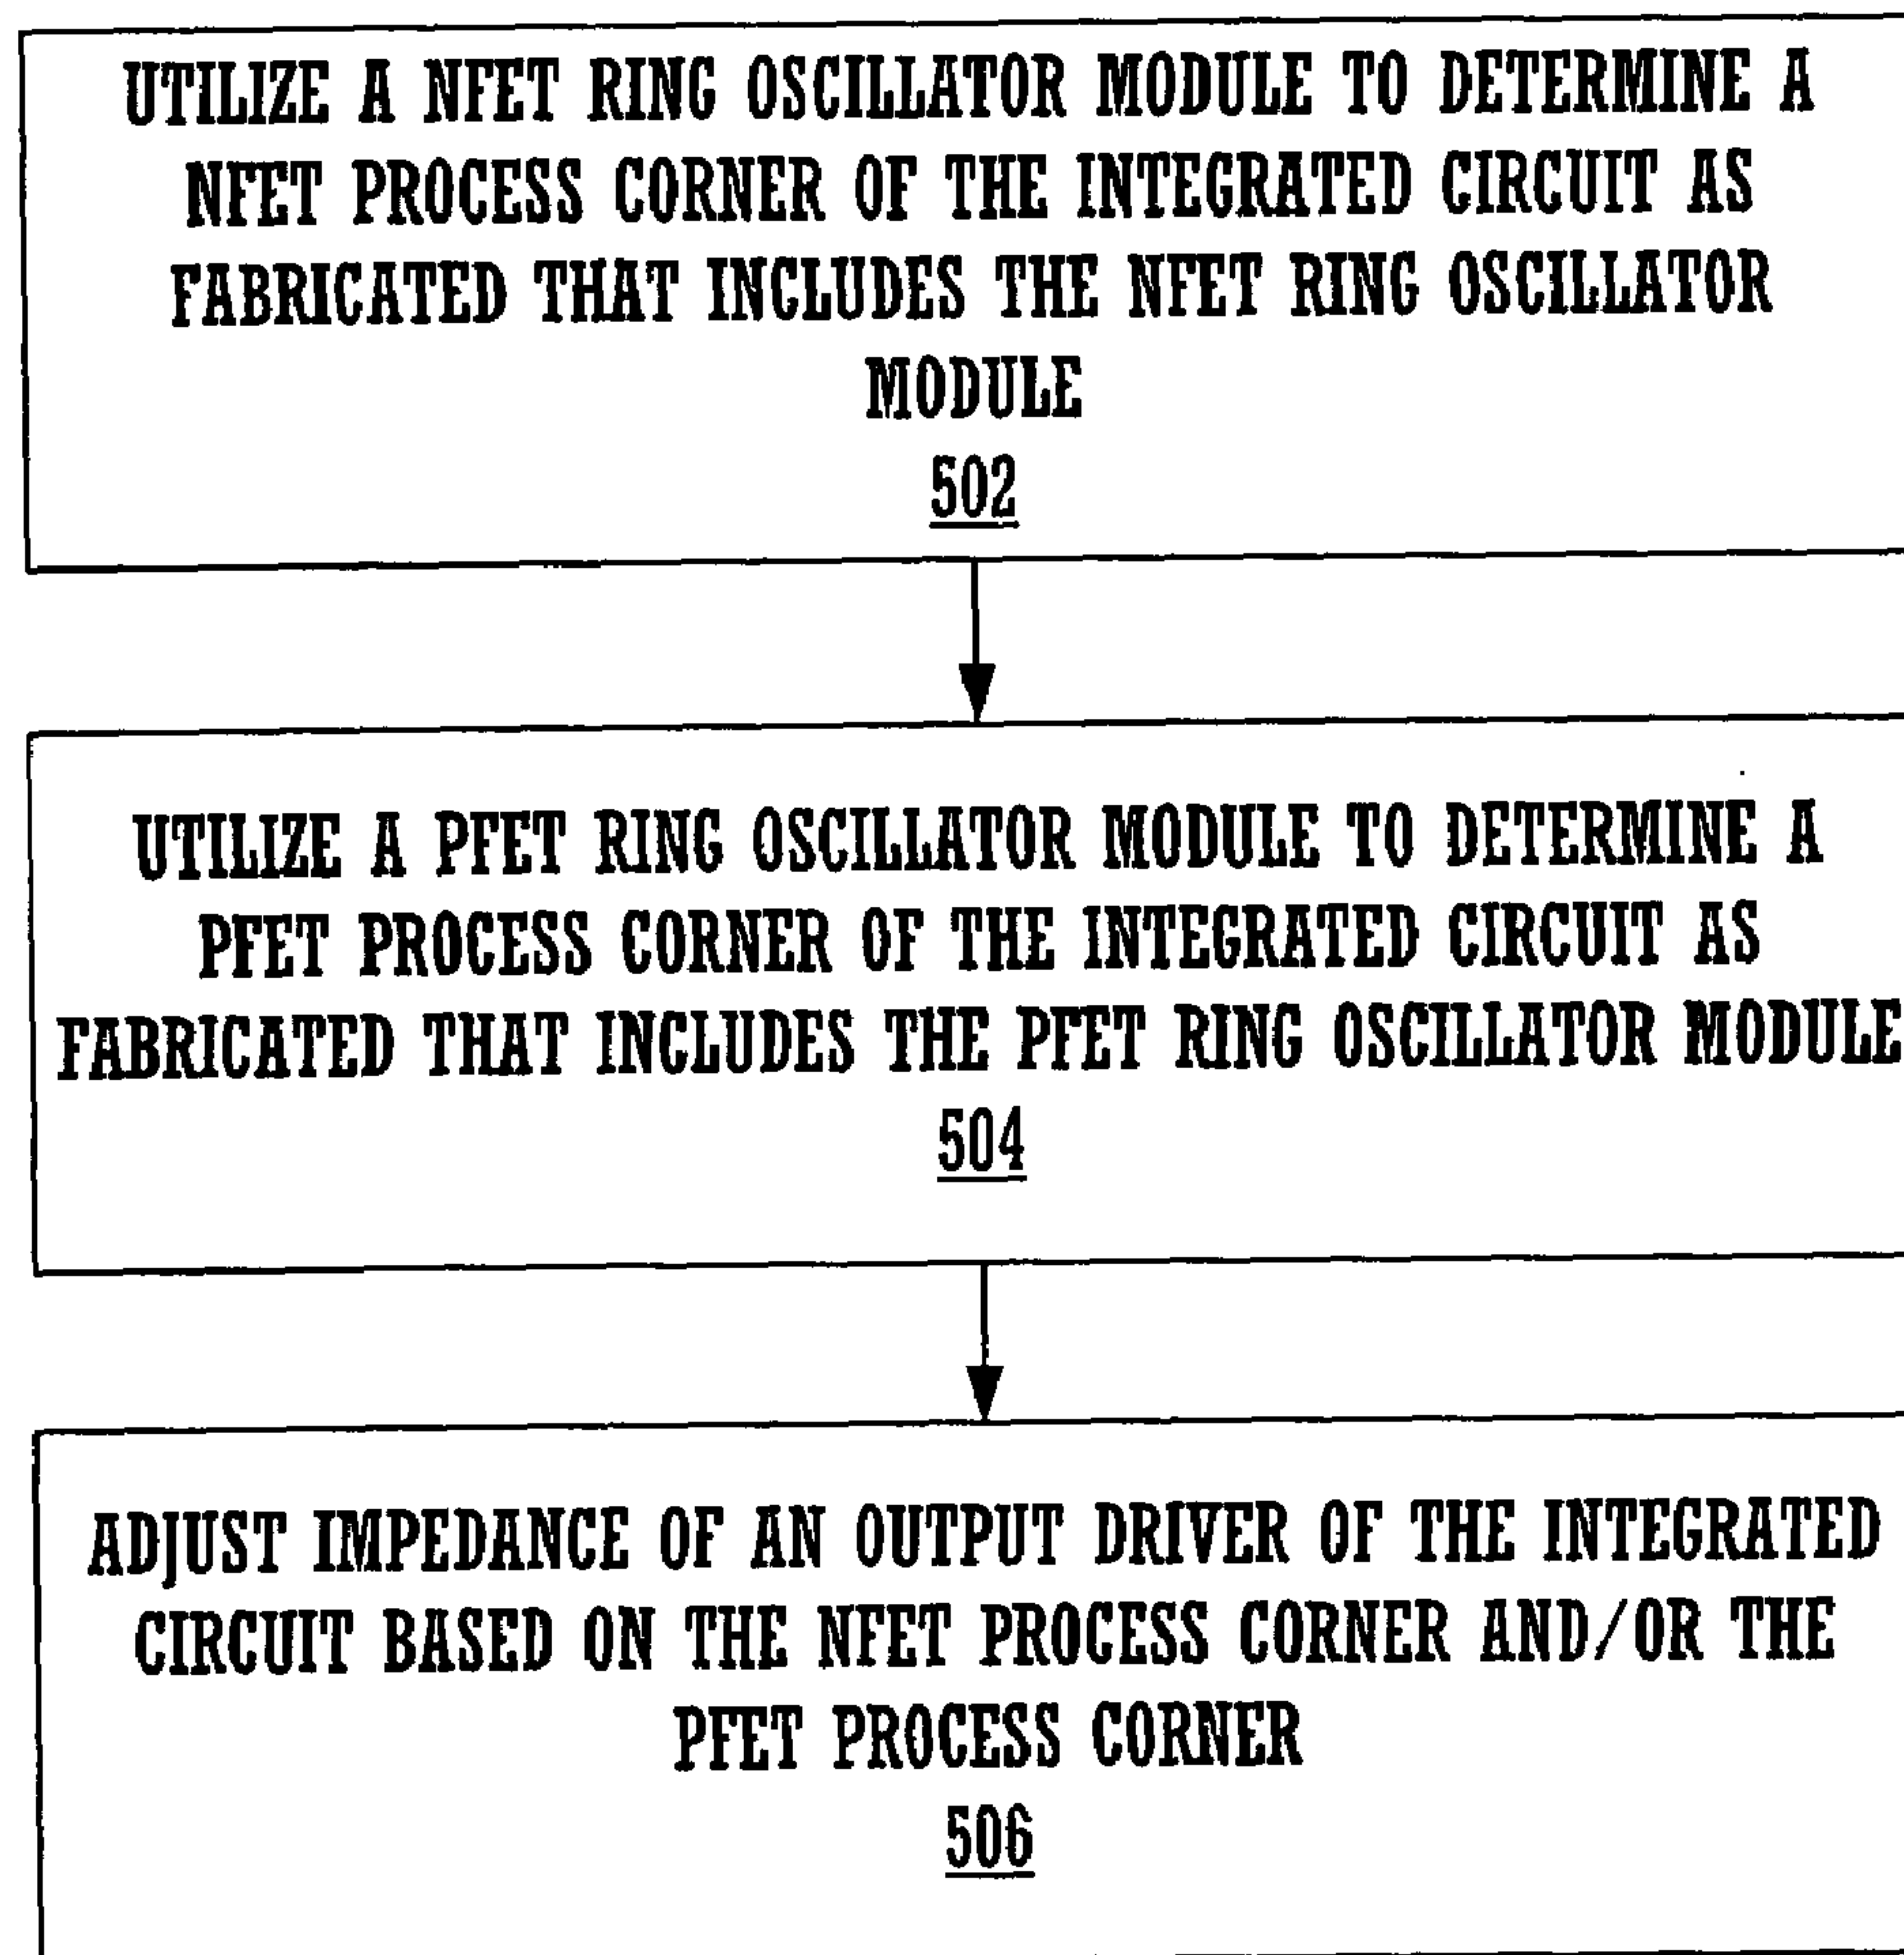 UTILIZE A NFET RING OSCILLATOR MODULE TO DETERMINE A
NFET PROCESS CORNER OF THE INTEGRATED CIRCUIT AS
FABRICATED THAT INCLUDES THE NFET RING OSCILLATOR
MODULE
502
UTILIZE A PFET RING OSCILLATOR MODULE TO DETERMINE A
PFET PROCESS CORNER OF THE INTEGRATED CIRCUIT AS
FABRICATED THAT INCLUDES THE PFET RING OSCILLATOR MODULE
504
ADJUST IMPEDANCE OF AN OUTPUT DRIVER OF THE INTEGRATED
CIRCUIT BASED ON THE NFET PROCESS CORNER AND/OR THE
PFET PROCESS CORNER
506